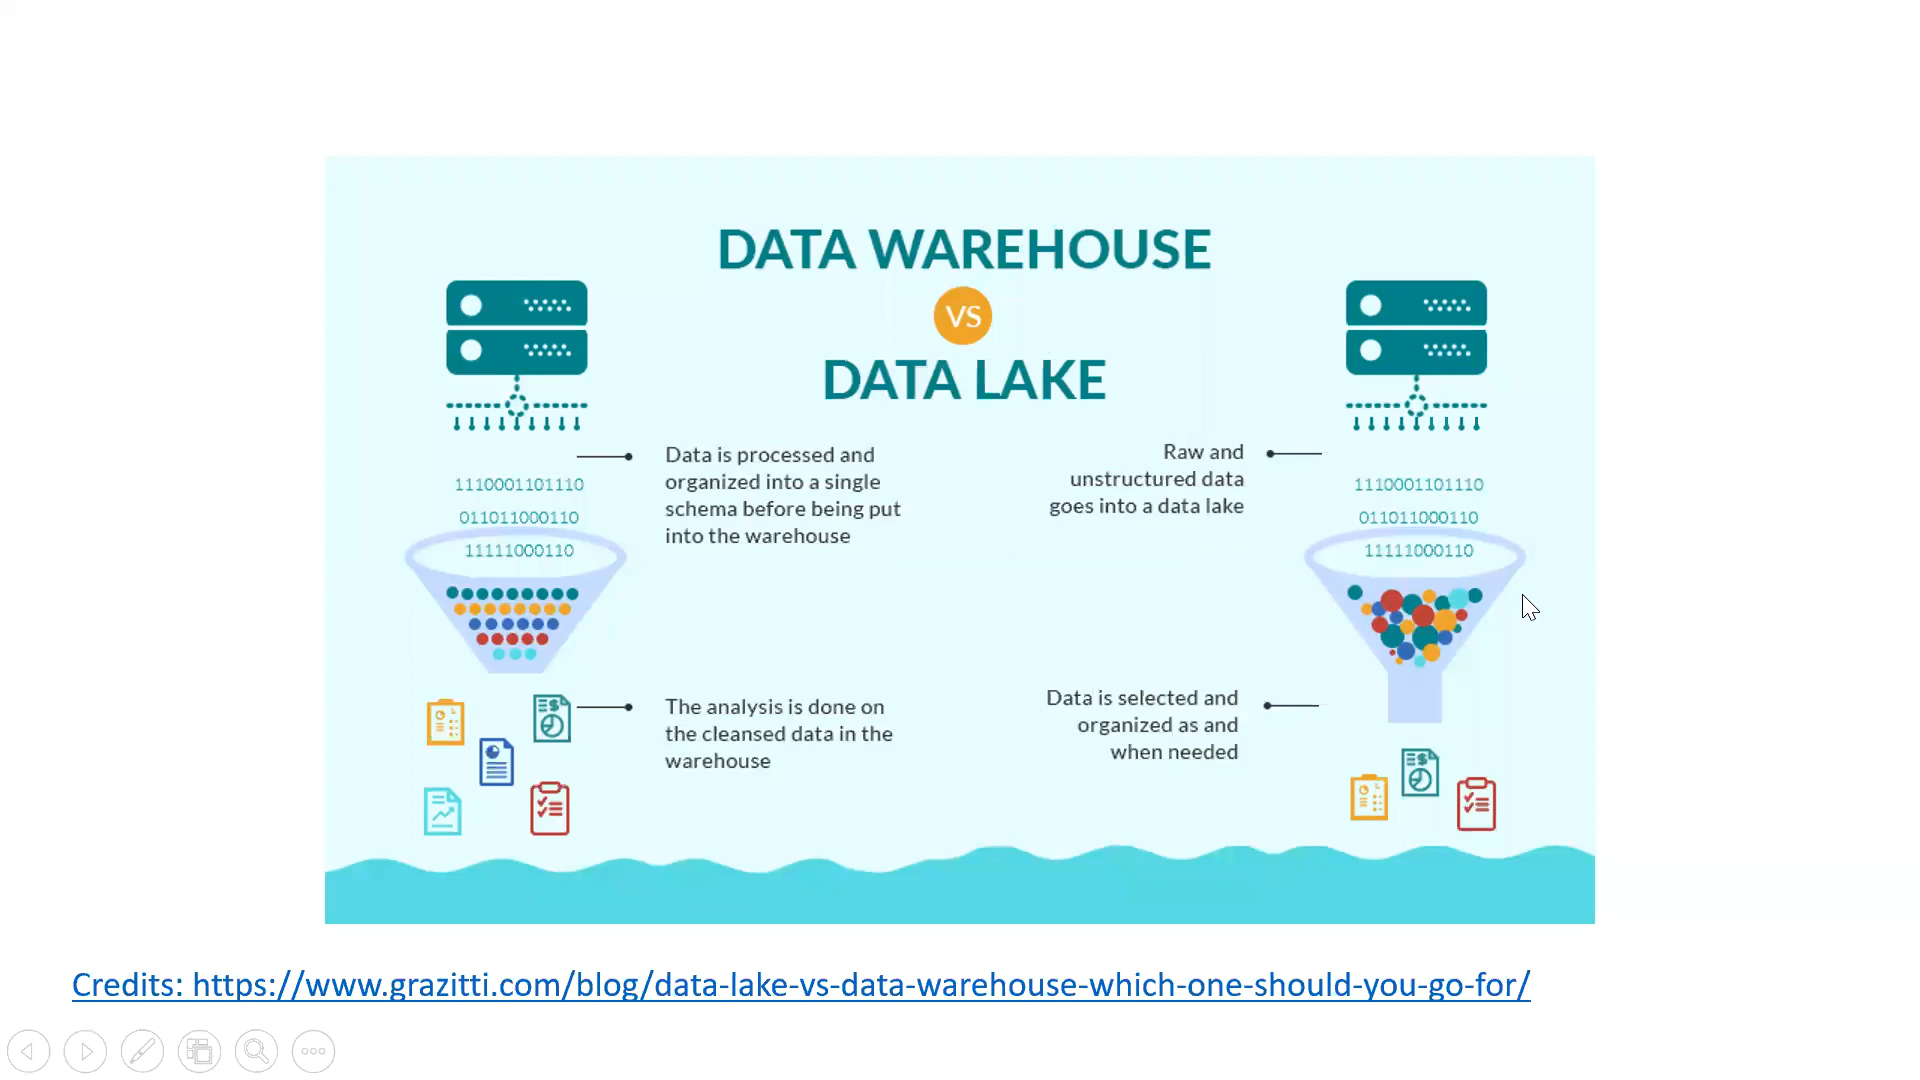 DATA WAREHOUSE
VS
DATA LAKE
Data is processed and
organized into a single
schema before being put
into the warehouse
Raw and
unstructured data
goes into a data lake
1110001101110
011011000110
11111000110
1110001101110
011011000110
11111000110
The analysis is done on
the cleansed data in the
warehouse
Data is selected and
organized as and
when needed
$
$
Credits: https://www.grazitti.com/blog/data-lake-vs-data-warehouse-which-one-should-you-go-for/